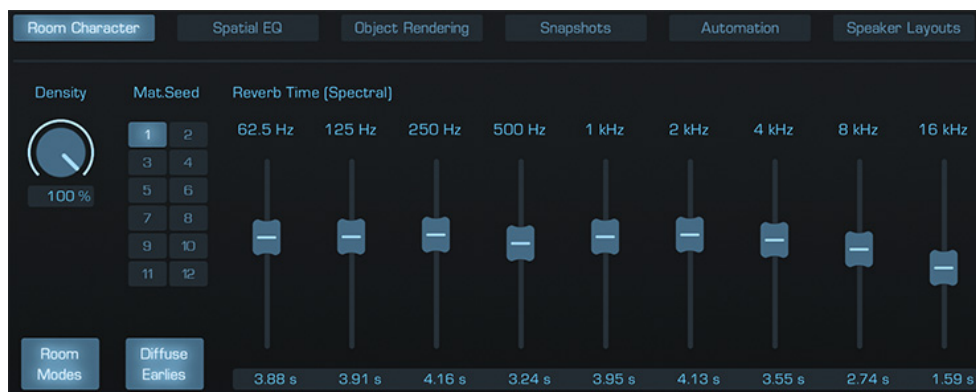 Room Character Spatial EQ Object Rendering Snapshots Automation Speaker Layouts
Density Mat.Seed Reverb Time (Spectral)
62.5 Hz 125 Hz 250 Hz 500 Hz 1 kHz 2 kHz 4 kHz 8 kHz 16 kHz
1 2
3 4
100 %
5 6
7 8
9 10
11 12
Room
Modes
Diffuse
Earlies
3.88 s 3.91 s 4.16 s 3.24 s 3.95 s 4.13 s 3.55 s 2.74 s 1.59 s